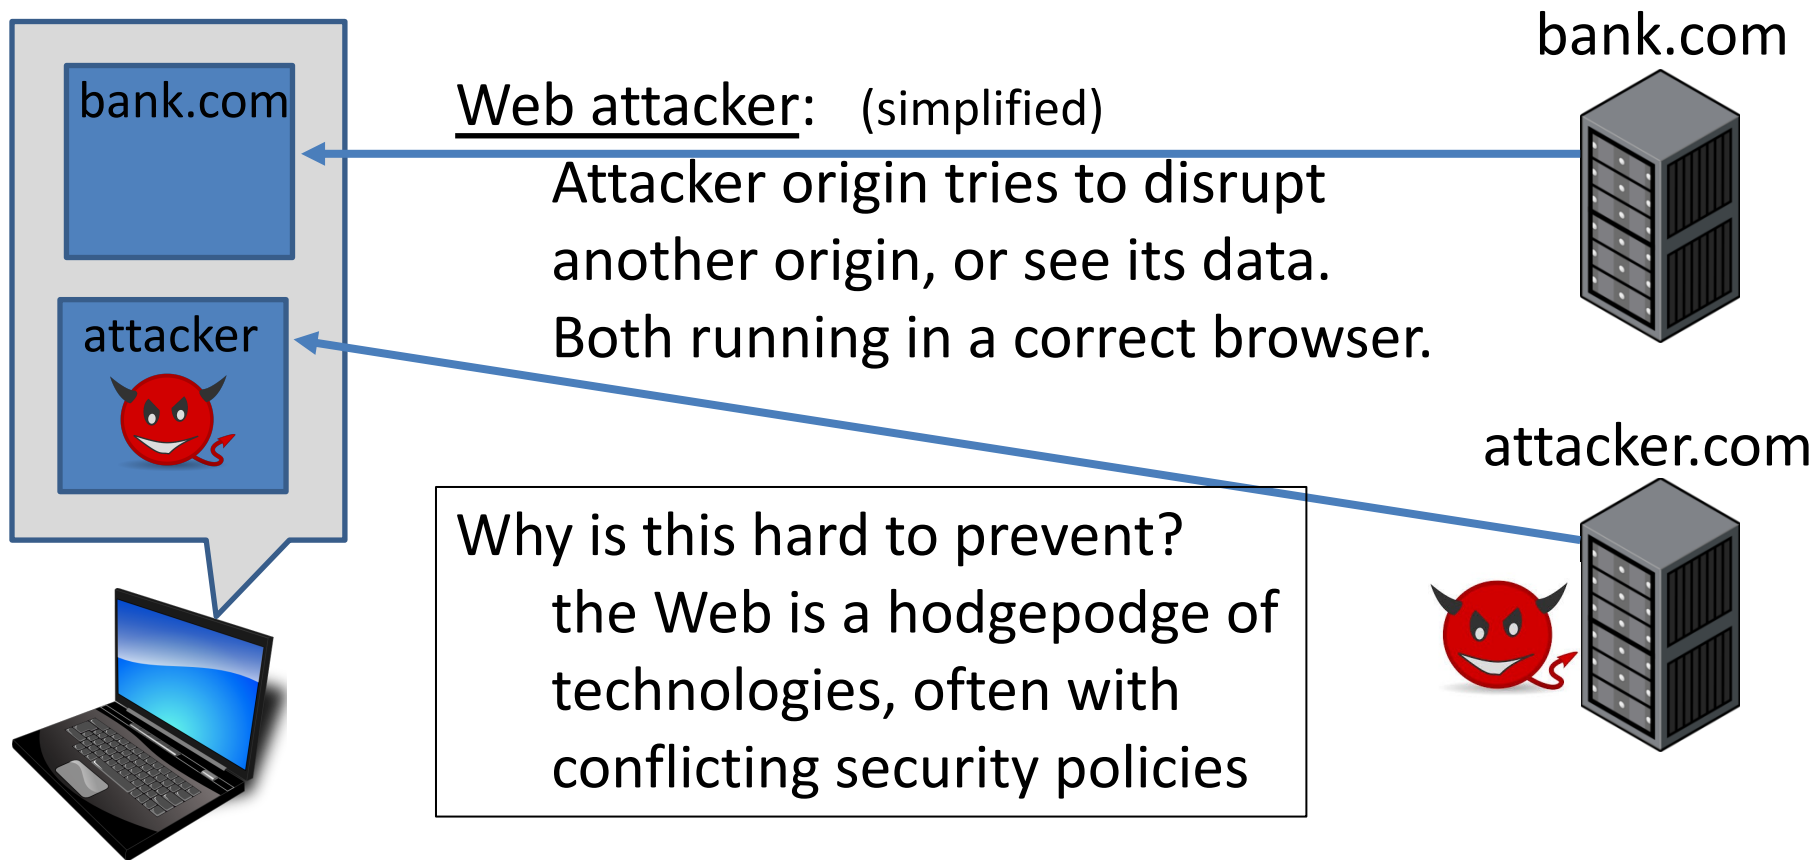 bank.com
bank.com
Web attacker: (simplified)
Attacker origin tries to disrupt
another origin, or see its data.
Both running in a correct browser.
attacker
attacker.com
Why is this hard to prevent?
the Web is a hodgepodge of
technologies, often with
conflicting security policies